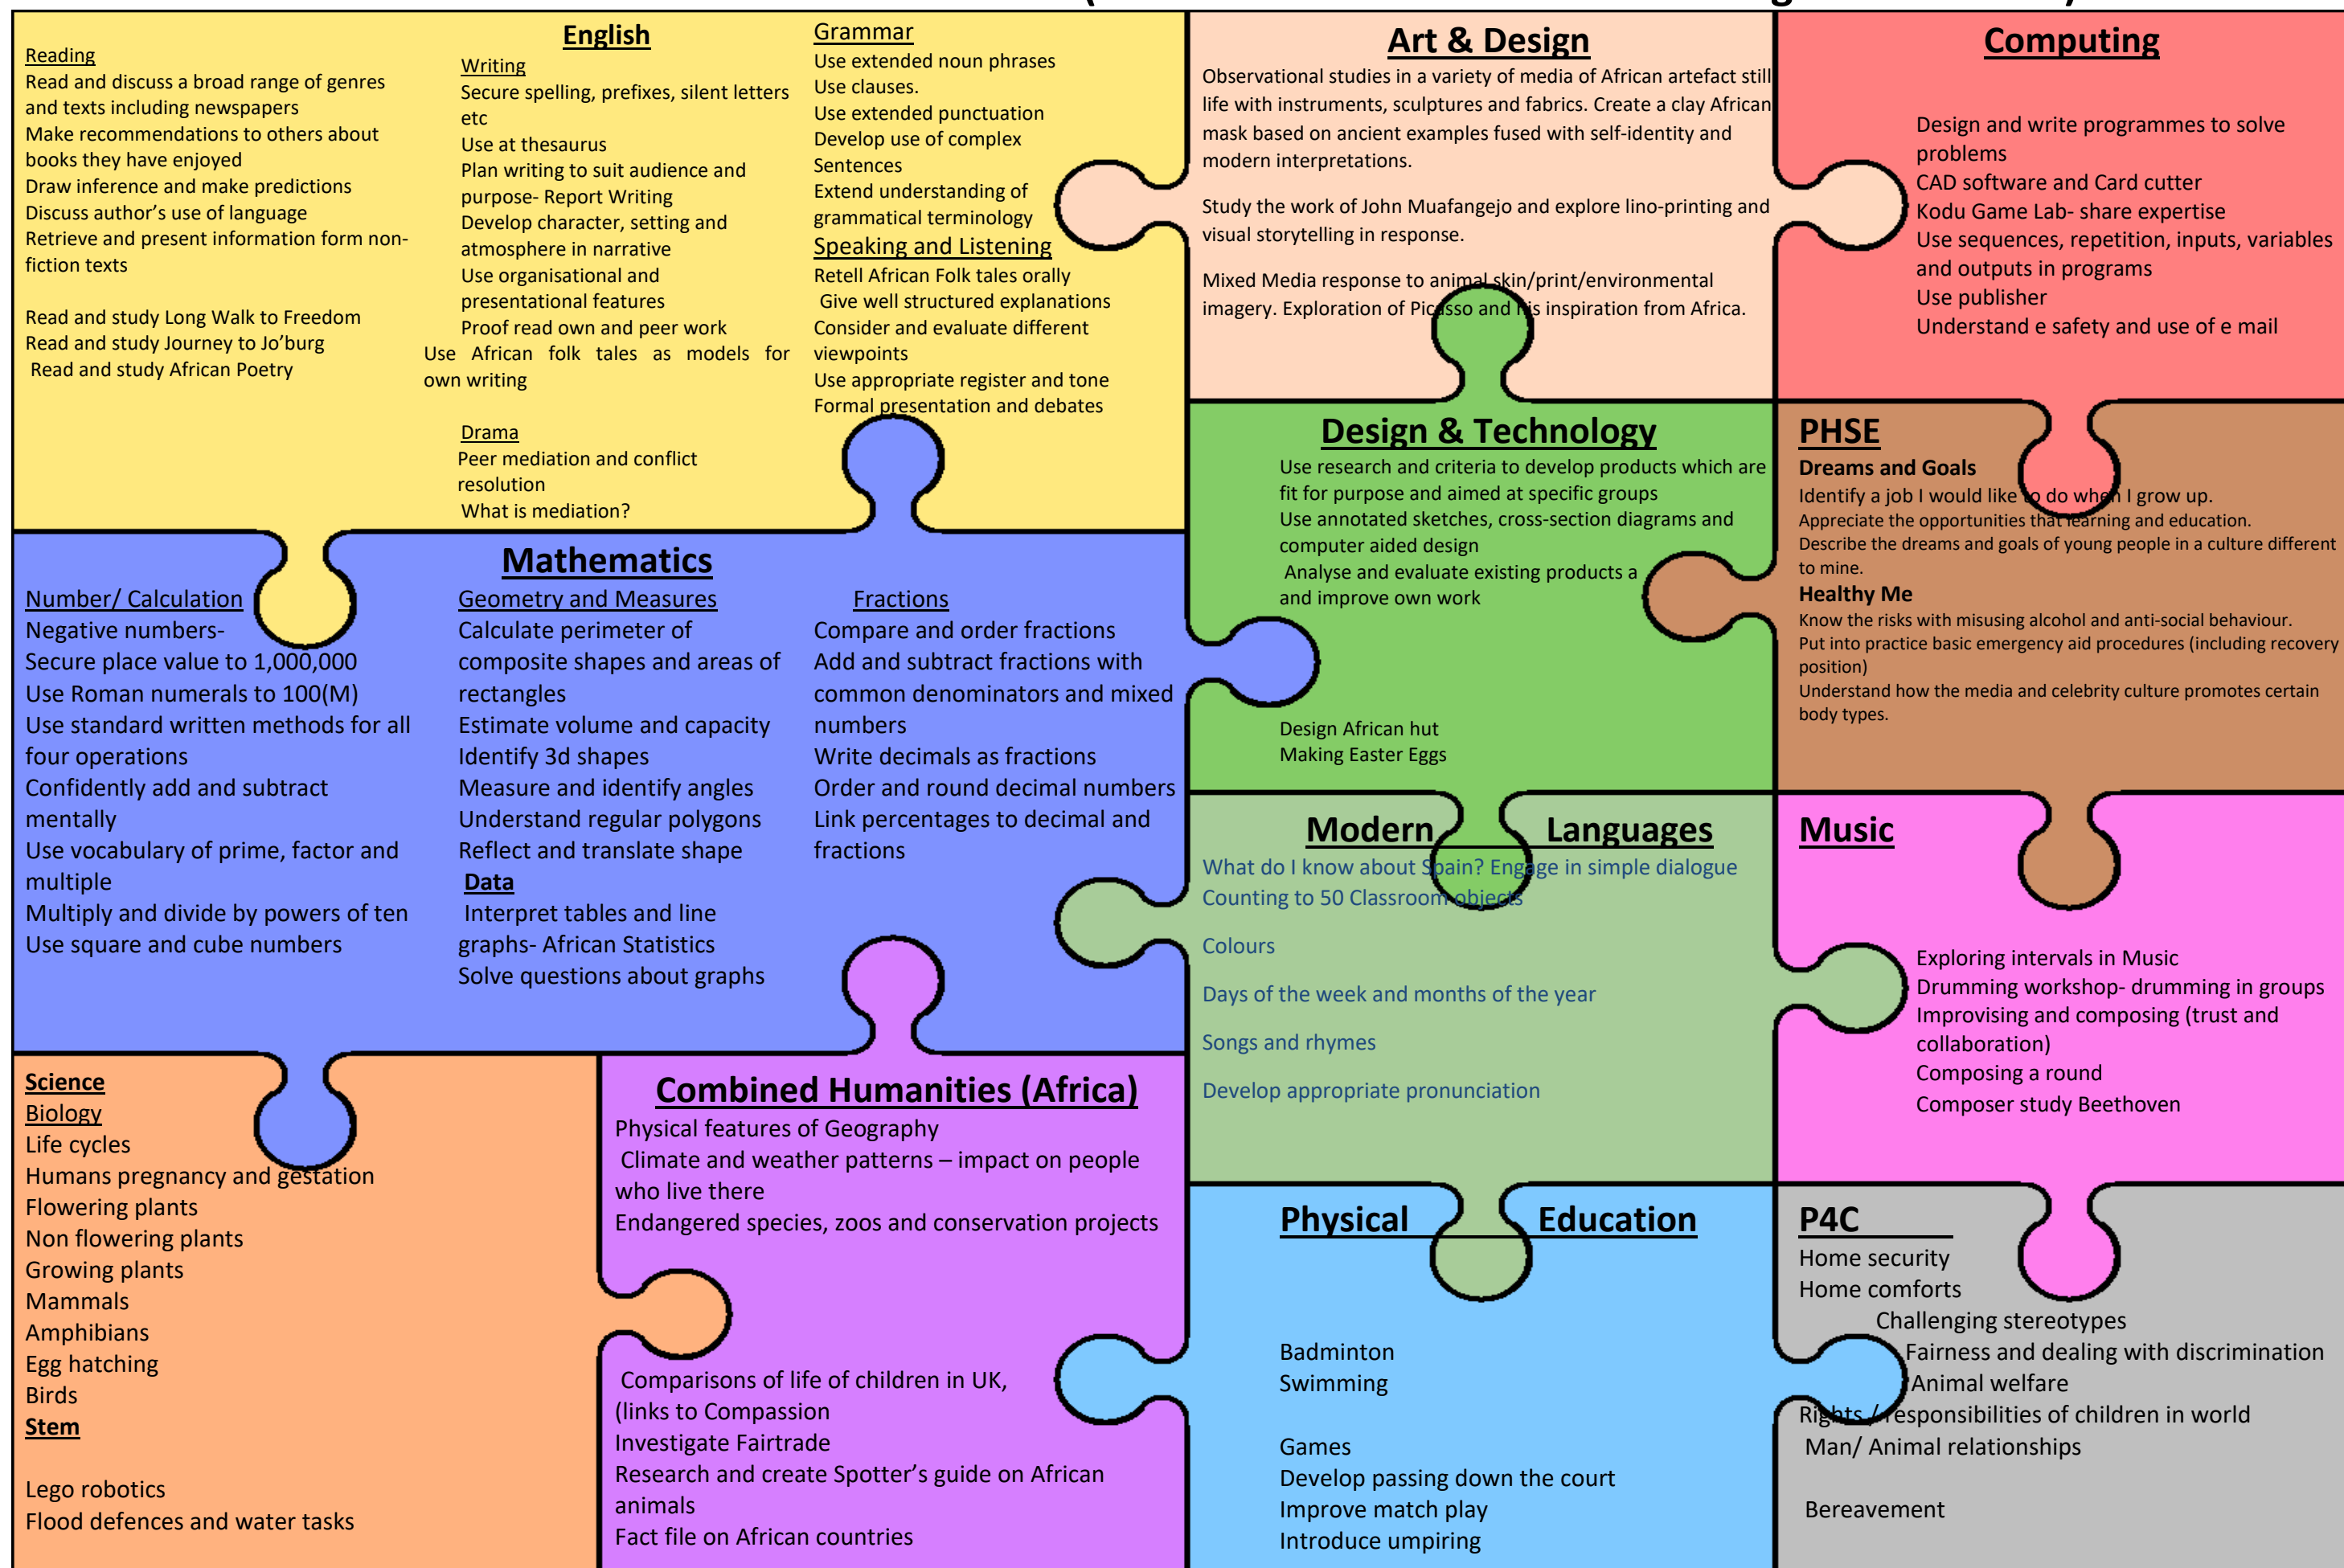 English
Reading
Read and discuss a broad range of genres
and texts including newspapers
Make recommendations to others about
books they have enjoyed
Draw inference and make predictions
Discuss author's use of language
Retrieve and present information form non-
fiction texts
Read and study Long Walk to Freedom
Read and study Journey to Jo'burg
Read and study African Poetry
Writing
Secure spelling, prefixes, silent letters
etc
Use at thesaurus
Plan writing to suit audience and
purpose- Report Writing
Develop character, setting and
atmosphere in narrative
Use organisational and
presentational features
Proof read own and peer work
Use African folk tales as models for
own writing
Drama
Peer mediation and conflict
resolution
What is mediation?
Grammar
Use extended noun phrases
Use clauses.
Use extended punctuation
Develop use of complex
Sentences
Extend understanding of
grammatical terminology
Speaking and Listening
Retell African Folk tales orally
Give well structured explanations
Consider and evaluate different
viewpoints
Use appropriate register and tone
Formal presentation and debates
Art & Design
Observational studies in a variety of media of African artefact still
life with instruments, sculptures and fabrics. Create a clay African
mask based on ancient examples fused with self-identity and
modern interpretations.
Study the work of John Muafangejo and explore lino-printing and
visual storytelling in response.
Mixed Media response to animal skin/print/environmental
imagery. Exploration of Picasso and his inspiration from Africa.
Computing
Design and write programmes to solve
problems
CAD software and Card cutter
Kodu Game Lab- share expertise
Use sequences, repetition, inputs, variables
and outputs in programs
Use publisher
Understand e safety and use of e mail
Design & Technology
Use research and criteria to develop products which are
fit for purpose and aimed at specific groups
Use annotated sketches, cross-section diagrams and
computer aided design
Analyse and evaluate existing products a
and improve own work
Design African hut
Making Easter Eggs
PHSE
Dreams and Goals
Identify a job I would like to do when I grow up.
Appreciate the opportunities that learning and education.
Describe the dreams and goals of young people in a culture different
to mine.
Healthy Me
Know the risks with misusing alcohol and anti-social behaviour.
Put into practice basic emergency aid procedures (including recovery
position)
Understand how the media and celebrity culture promotes certain
body types.
Mathematics
Number/ Calculation
Negative numbers-
Secure place value to 1,000,000
Use Roman numerals to 100(M)
Use standard written methods for all
four operations
Confidently add and subtract
mentally
Use vocabulary of prime, factor and
multiple
Multiply and divide by powers of ten
Use square and cube numbers
Geometry and Measures
Calculate perimeter of
composite shapes and areas of
rectangles
Estimate volume and capacity
Identify 3d shapes
Measure and identify angles
Understand regular polygons
Reflect and translate shape
Data
Interpret tables and line
graphs- African Statistics
Solve questions about graphs
Fractions
Compare and order fractions
Add and subtract fractions with
common denominators and mixed
numbers
Write decimals as fractions
Order and round decimal numbers
Link percentages to decimal and
fractions
Modern Languages
What do I know about Spain? Engage in simple dialogue
Counting to 50 Classroom objects
Colours
Days of the week and months of the year
Songs and rhymes
Develop appropriate pronunciation
Music
Exploring intervals in Music
Drumming workshop- drumming in groups
Improvising and composing (trust and
collaboration)
Composing a round
Composer study Beethoven
Science
Biology
Life cycles
Humans pregnancy and gestation
Flowering plants
Non flowering plants
Growing plants
Mammals
Amphibians
Egg hatching
Birds
Stem
Lego robotics
Flood defences and water tasks
Combined Humanities (Africa)
Physical features of Geography
Climate and weather patterns – impact on people
who live there
Endangered species, zoos and conservation projects
Comparisons of life of children in UK,
(links to Compassion
Investigate Fairtrade
Research and create Spotter's guide on African
animals
Fact file on African countries
Physical Education
Badminton
Swimming
Games
Develop passing down the court
Improve match play
Introduce umpiring
P4C
Home security
Home comforts
Challenging stereotypes
Fairness and dealing with discrimination
Animal welfare
Rights / responsibilities of children in world
Man/ Animal relationships
Bereavement